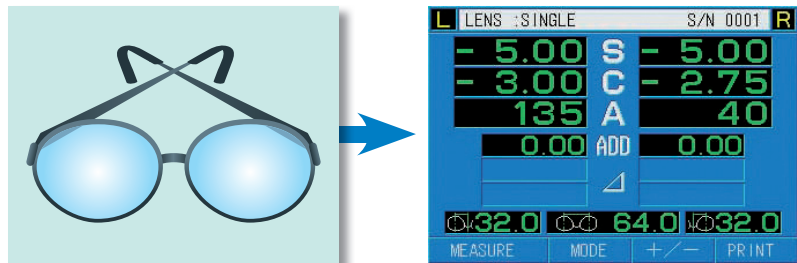 L LENS :SINGLE S/N 0001 R
- 5.00 S - 5.00
- 3.00 C - 2.75
135 A 40
0.00 ADD 0.00
32.0 64.0 32.0
MEASURE MODE +/- PRINT